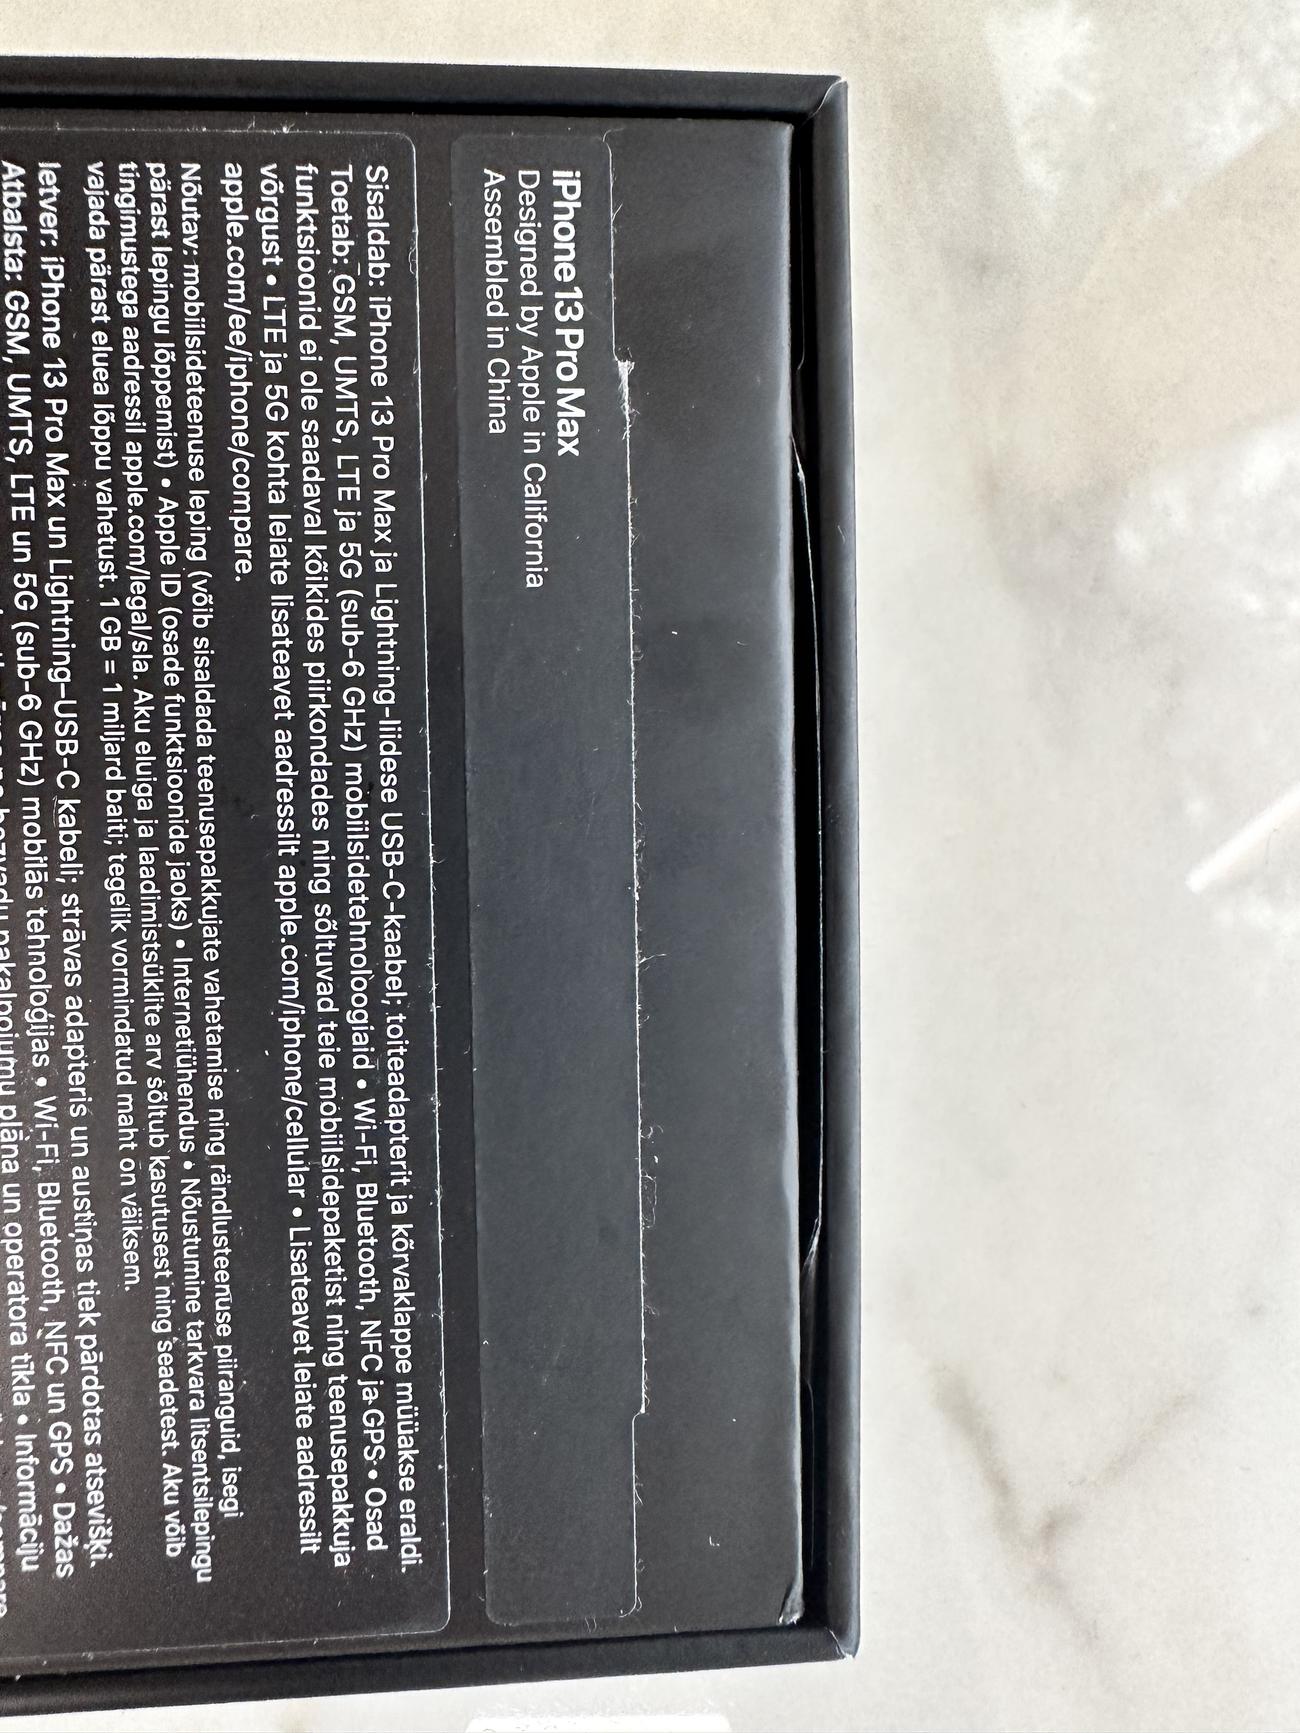 iPhone 13 Pro Max
Designed by Apple in California
Assembled in China
Sisaldab: iPhone 13 Pro Max ja Lightning-liidese USB-C-kaabel; toiteadapterit ja kõrvaklappe müüakse eraldi.
Toetab: GSM, UMTS, LTE ja 5G (sub-6 GHz) mobiilsidetehnoloogiaid • Wi-Fi, Bluetooth, NFC ja GPS • Osad
funktsioonid ei ole saadaval kõikides piirkondades ning sõltuvad teie mobiilsidepaketist ning teenusepakkuja
võrgust • LTE ja 5G kohta leiate lisateavet aadressilt apple.com/iphone/cellular • Lisateavet leiate aadressilt
apple.com/ee/iphone/compare.
Nõutav: mobiilsideteenuse leping (võib sisaldada teenusepakkujate vahetamise ning rändlusteenuse piiranguid, isegi
pärast lepingu lõppemist) • Apple ID (osade funktsioonide jaoks) • Internetiühendus • Nõustumine tarkvara litsentsilepingu
tingimustega aadressil apple.com/legal/sla. Aku eluiga ja laadimistsüklite arv sõltub kasutusest ning seadetest. Aku võib
vajada pärast eluea lõppu vahetust. 1 GB = 1 miljard baiti; tegelik vormindatud maht on väiksem.
Ietver: iPhone 13 Pro Max un Lightning–USB-C kabeli; strāvas adapteris un austiņas tiek pārdotas atsevišķi.
Atbalsta: GSM, UMTS, LTE un 5G (sub-6 GHz) mobilās tehnoloģijas • Wi-Fi, Bluetooth, NFC un GPS • Dažas
pakalpojumu plāna un operatora tīkla • Informāciju